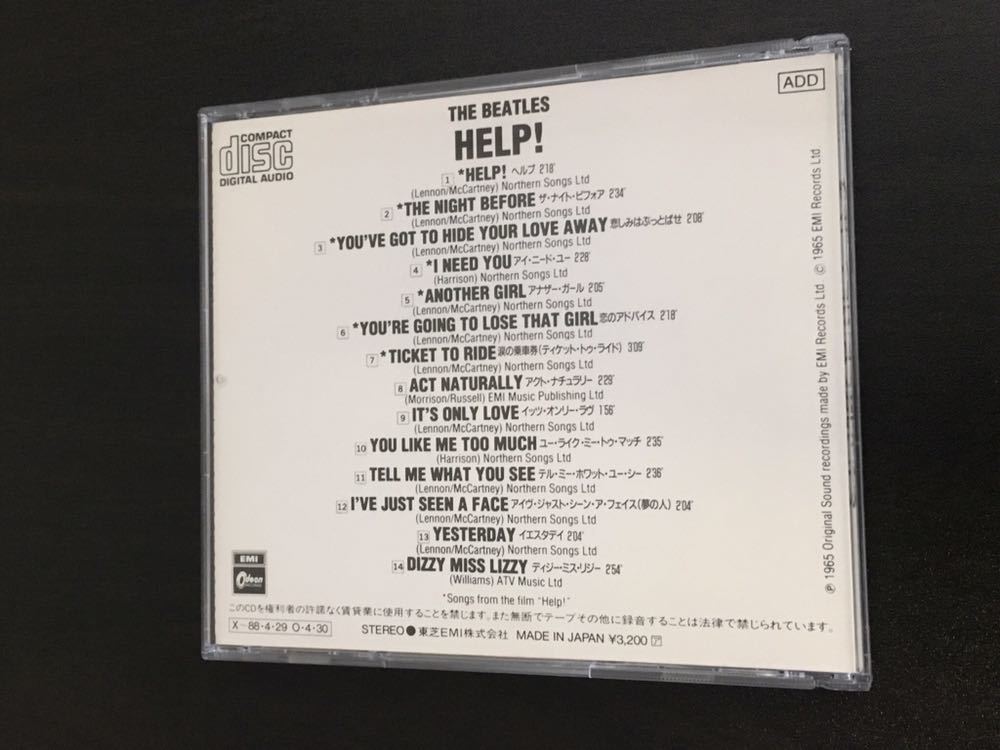 COMPACT
disc
DIGITAL AUDIO
ADD
THE BEATLES
HELP!
1 *HELP! ヘルプ 2'18"
(Lennon/McCartney) Northern Songs Ltd
2 *THE NIGHT BEFORE ザ・ナイト・ビフォア 2'34"
(Lennon/McCartney) Northern Songs Ltd
3 *YOU'VE GOT TO HIDE YOUR LOVE AWAY 悲しみはぶっとばせ 2'08"
(Lennon/McCartney) Northern Songs Ltd
4 *I NEED YOU アイ・ニード・ユー 2'28"
(Harrison) Northern Songs Ltd
5 *ANOTHER GIRL アナザー・ガール 2'05"
(Lennon/McCartney) Northern Songs Ltd
6 *YOU'RE GOING TO LOSE THAT GIRL 恋のアドバイス 2'18"
(Lennon/McCartney) Northern Songs Ltd
7 *TICKET TO RIDE 涙の乗車券(ティケット・トゥ・ライド) 3'09"
(Lennon/McCartney) Northern Songs Ltd
8 ACT NATURALLY アクト・ナチュラリー 2'29"
(Morrison/Russell) EMI Music Publishing Ltd
9 IT'S ONLY LOVE イッツ・オンリー・ラヴ 1'56"
(Lennon/McCartney) Northern Songs Ltd
10 YOU LIKE ME TOO MUCH ユー・ライク・ミー・トゥ・マッチ 2'35"
(Harrison) Northern Songs Ltd
11 TELL ME WHAT YOU SEE テル・ミー・ホワット・ユー・シー 2'36"
(Lennon/McCartney) Northern Songs Ltd
12 I'VE JUST SEEN A FACE アイヴ・ジャスト・シーン・ア・フェイス(夢の人) 2'04"
(Lennon/McCartney) Northern Songs Ltd
13 YESTERDAY イエスタデイ 2'04"
(Lennon/McCartney) Northern Songs Ltd
14 DIZZY MISS LIZZY ディジー・ミス・リジー 2'54"
(Williams) ATV Music Ltd
*Songs from the film "Help!"
EMI
Odeon
このCDを権利者の許諾なく賃貸業に使用することを禁じます。また無断でテープその他に録音することは法律で禁じられています。
X-88・4・29 O・4・30
STEREO● 東芝EMI株式会社 MADE IN JAPAN ¥3,200 ア
Ⓟ 1965 Original Sound recordings made by EMI Records Ltd © 1965 EMI Records Ltd